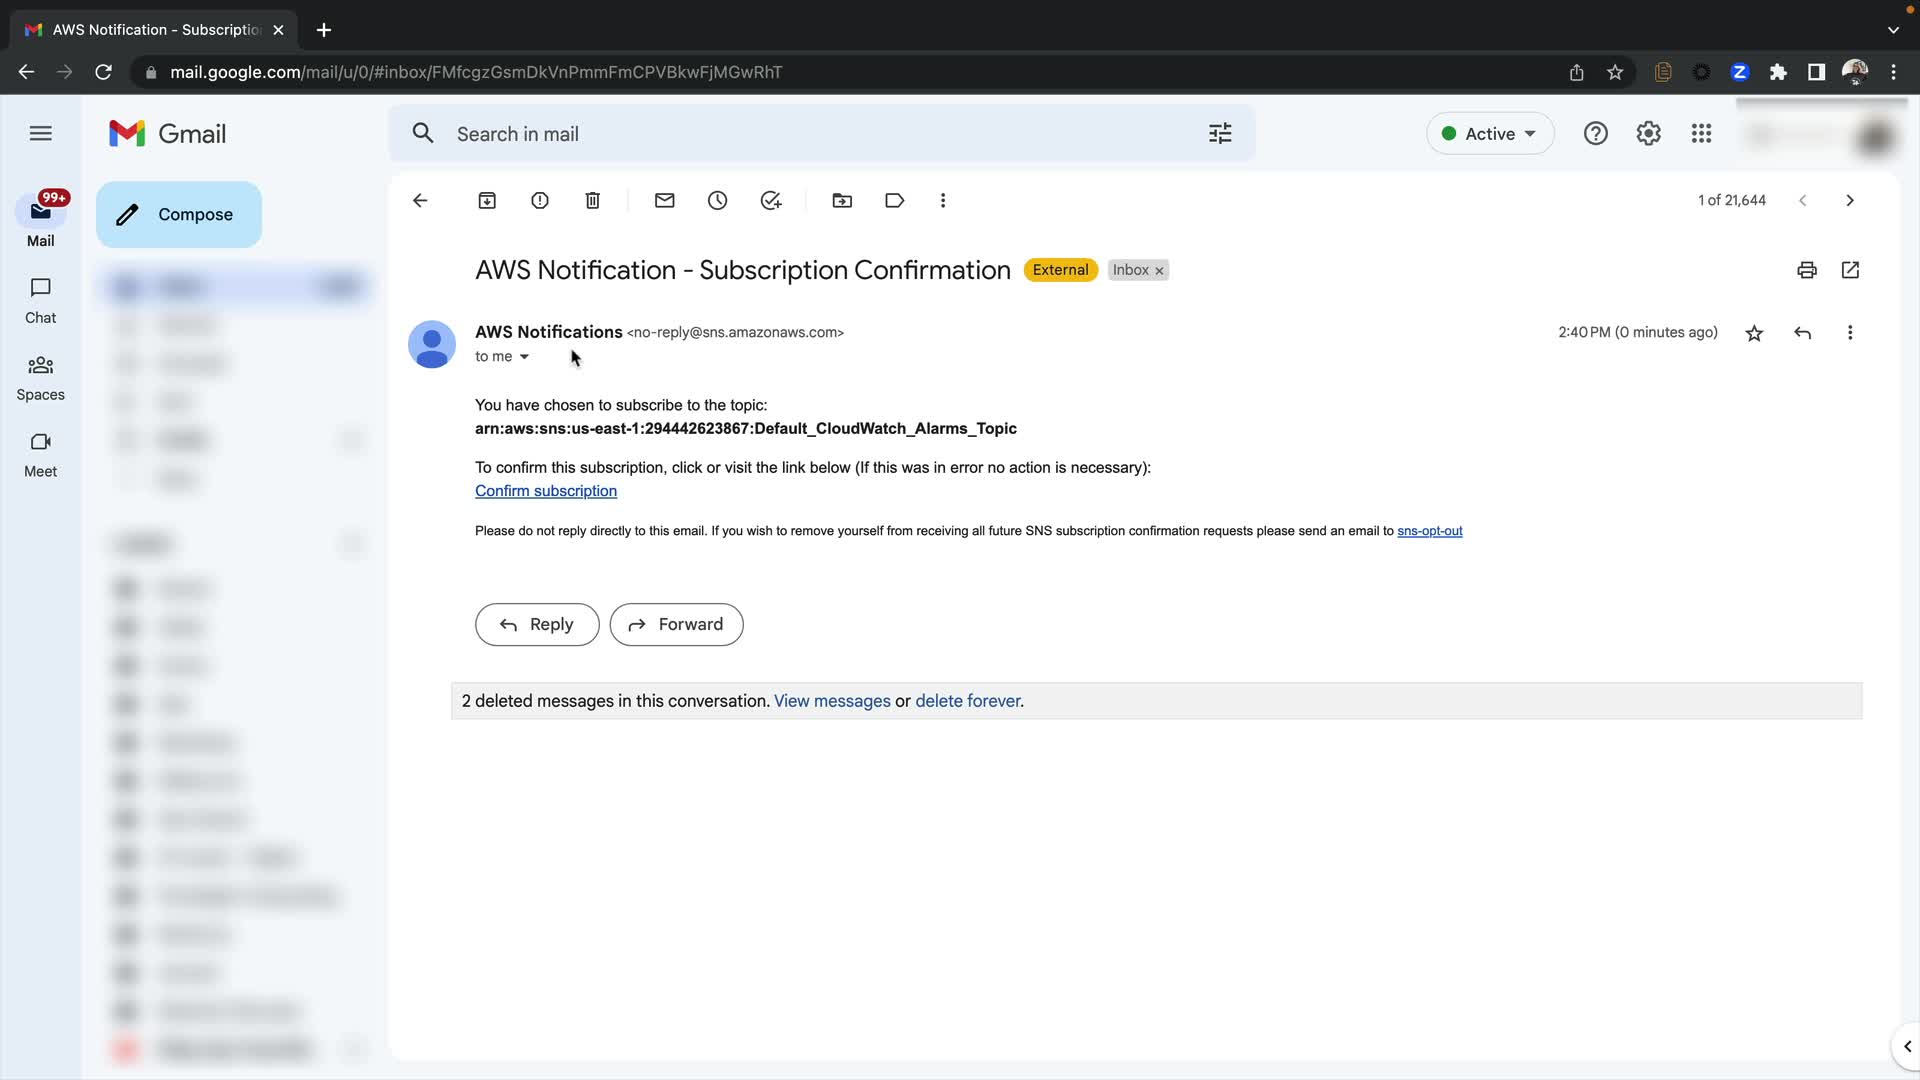 AWS Notification - Subscriptio
mail.google.com/mail/u/0/#inbox/FMfcgzGsmDkVnPmmFmCPVBkwFjMGwRhT
Gmail
Search in mail
Active
99+
Mail
Compose
1 of 21,644
Chat
Spaces
Meet
AWS Notification - Subscription Confirmation External Inbox ×
AWS Notifications <no-reply@sns.amazonaws.com>
2:40 PM (0 minutes ago)
to me
You have chosen to subscribe to the topic:
arn:aws:sns:us-east-1:294442623867:Default_CloudWatch_Alarms_Topic
To confirm this subscription, click or visit the link below (If this was in error no action is necessary):
Confirm subscription
Please do not reply directly to this email. If you wish to remove yourself from receiving all future SNS subscription confirmation requests please send an email to sns-opt-out
Reply
Forward
2 deleted messages in this conversation. View messages or delete forever.